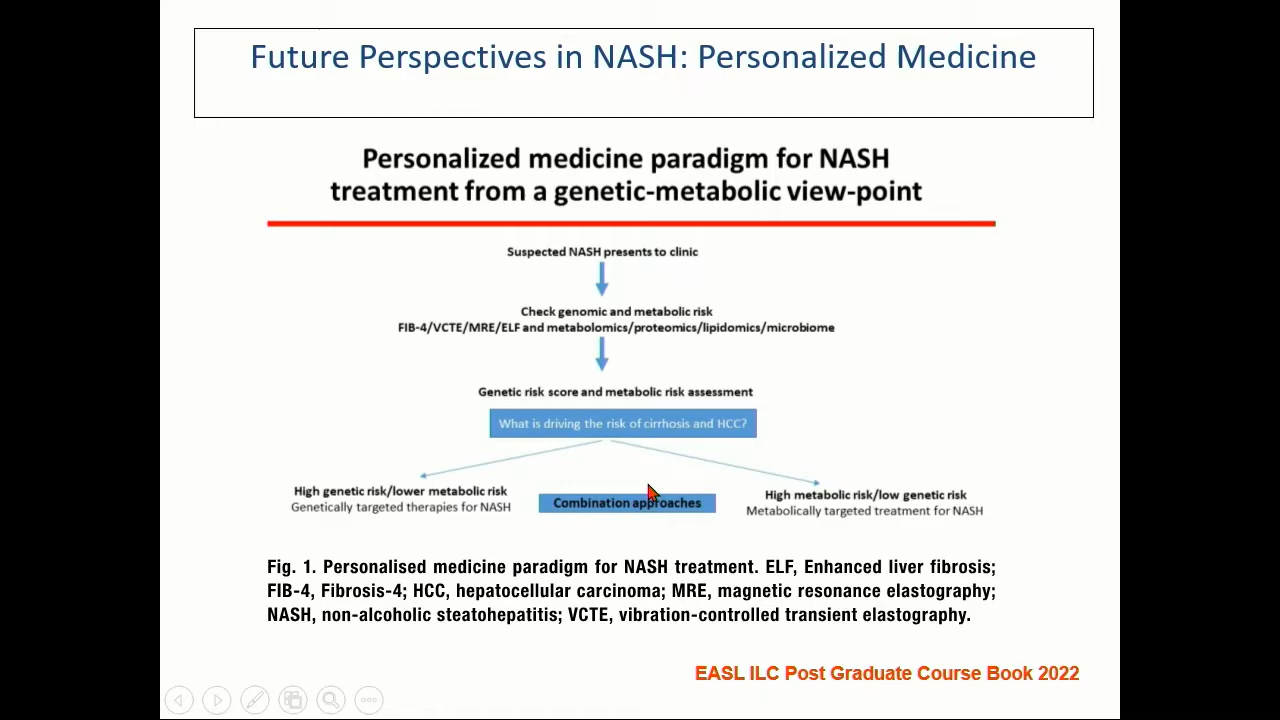 Future Perspectives in NASH: Personalized Medicine
Personalized medicine paradigm for NASH
treatment from a genetic-metabolic view-point
Suspected NASH presents to clinic
Check genomic and metabolic risk
FIB-4/VCTE/MRE/ELF and metabolomics/proteomics/lipidomics/microbiome
Genetic risk score and metabolic risk assessment
What is driving the risk of cirrhosis and HCC?
High genetic risk/lower metabolic risk
Genetically targeted therapies for NASH
Combination approaches
High metabolic risk/low genetic risk
Metabolically targeted treatment for NASH
Fig. 1. Personalised medicine paradigm for NASH treatment. ELF, Enhanced liver fibrosis;
FIB-4, Fibrosis-4; HCC, hepatocellular carcinoma; MRE, magnetic resonance elastography;
NASH, non-alcoholic steatohepatitis; VCTE, vibration-controlled transient elastography.
EASL ILC Post Graduate Course Book 2022